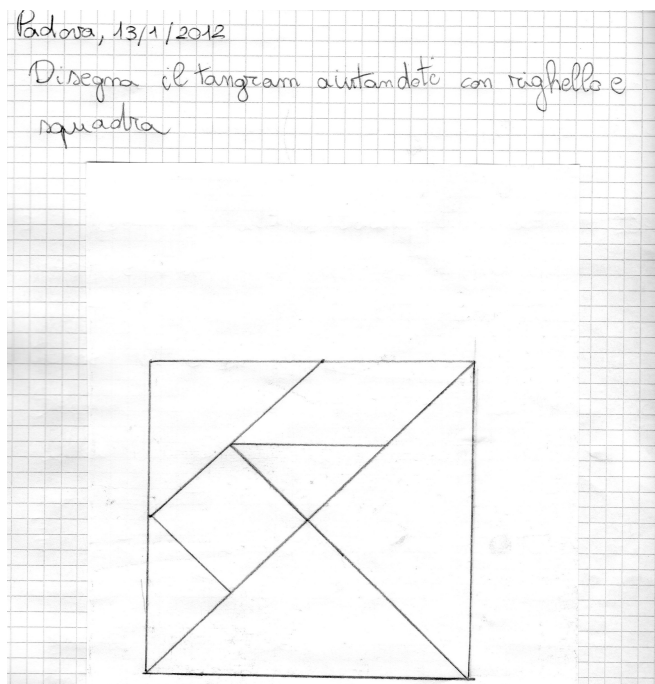 Padova, 13/1/2012
Disegna il tangram aiutandoti con righello e
squadra